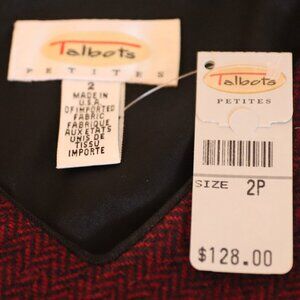 Talbots
PETITES
2
MADE IN
U.S.A.
OF IMPORTED
FABRIC
FABRIQUE
AUX ETATS
UNIS DE
TISSU
IMPORTE
Talbots
PETITES
SIZE 2P
$128.00